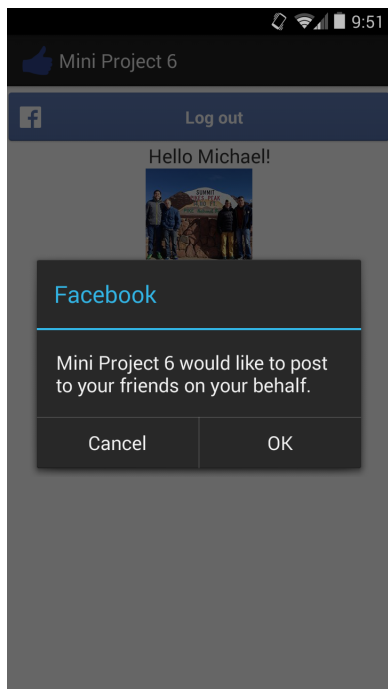 9:51
Mini Project 6
Log out
Hello Michael!
SUMMIT
Facebook
Mini Project 6 would like to post
to your friends on your behalf.
Cancel
OK